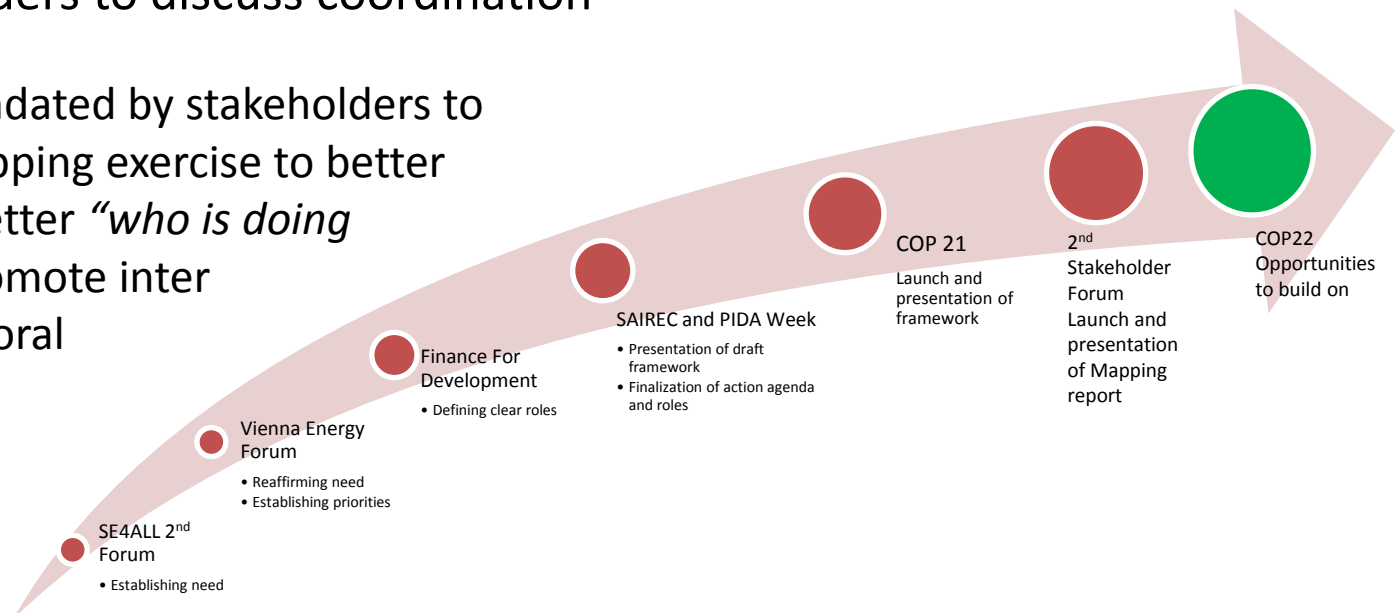 ders to discuss coordination
dated by stakeholders to
pping exercise to better
etter “who is doing
omote inter
oral
SE4ALL 2nd
Forum
• Establishing need
Vienna Energy
Forum
• Reaffirming need
• Establishing priorities
Finance For
Development
• Defining clear roles
SAIREC and PIDA Week
• Presentation of draft
framework
• Finalization of action agenda
and roles
COP 21
Launch and
presentation of
framework
2nd
Stakeholder
Forum
Launch and
presentation
of Mapping
report
COP22
Opportunities
to build on